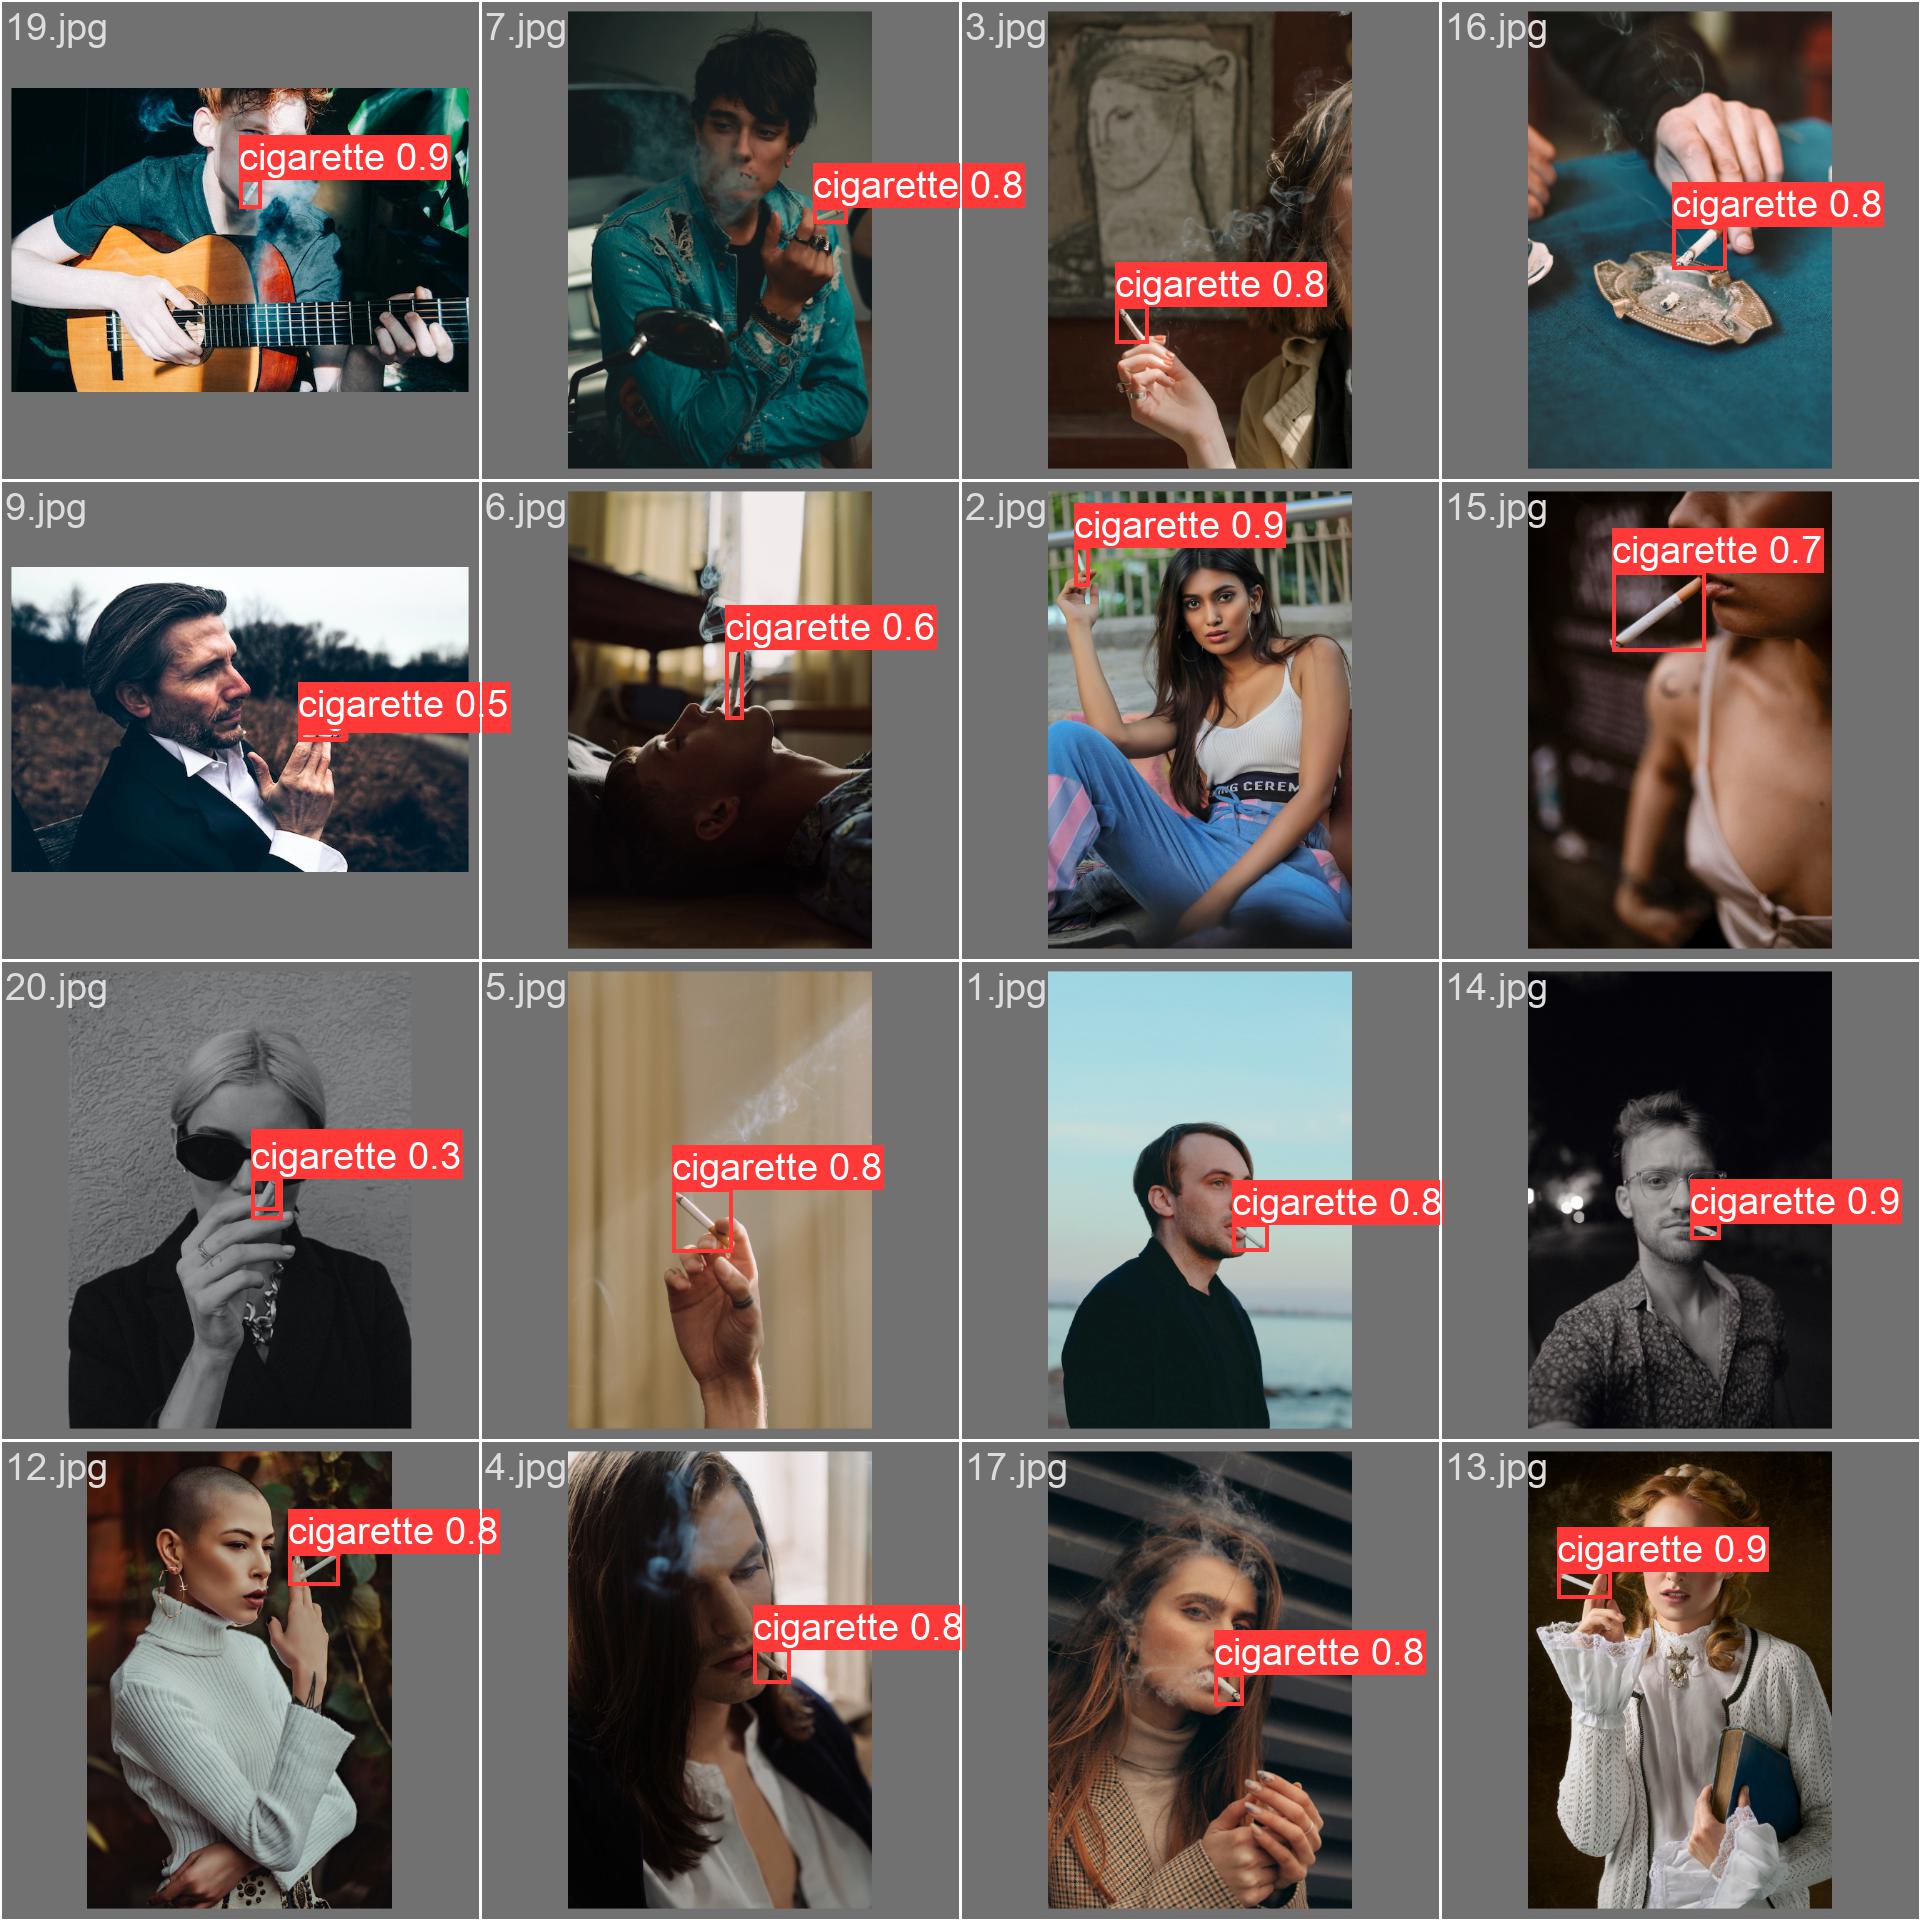 19.jpg
cigarette 0.9
7.jpg
cigarette 0.8
3.jpg
cigarette 0.8
16.jpg
cigarette 0.8
9.jpg
cigarette 0.5
6.jpg
cigarette 0.6
2.jpg
cigarette 0.9
NG CEREM
15.jpg
cigarette 0.7
20.jpg
cigarette 0.3
5.jpg
cigarette 0.8
1.jpg
cigarette 0.8
14.jpg
cigarette 0.9
12.jpg
cigarette 0.8
4.jpg
cigarette 0.8
17.jpg
cigarette 0.8
13.jpg
cigarette 0.9